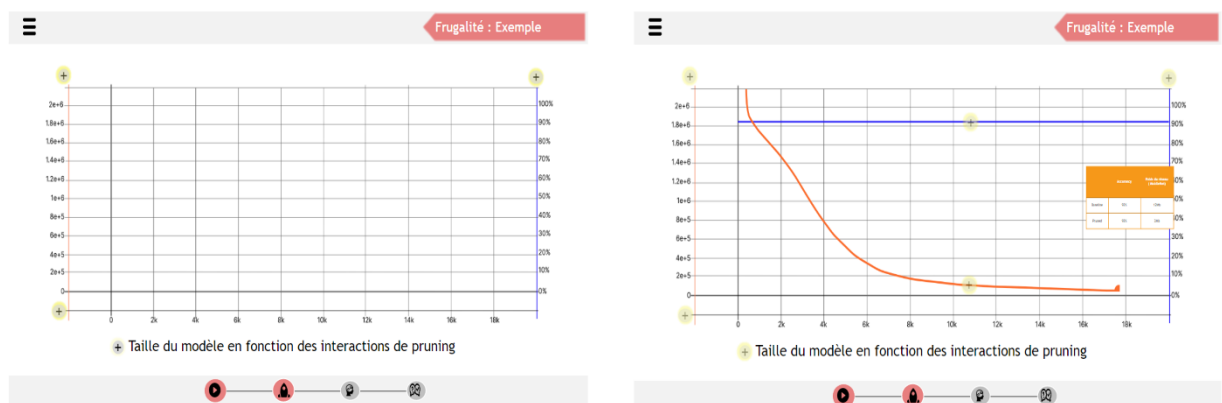 Frugalité : Exemple
2e+6
1.8e+6
1.6e+6
1.4e+6
1.2e+6
1e+6
8e+5
6e+5
4e+5
2e+5
0
100%
90%
80%
70%
60%
50%
40%
30%
20%
10%
0%
0 2k 4k 6k 8k 10k 12k 14k 16k 18k
+ Taille du modèle en fonction des interactions de pruning
Frugalité : Exemple
2e+6
1.8e+6
1.6e+6
1.4e+6
1.2e+6
1e+6
8e+5
6e+5
4e+5
2e+5
0
100%
90%
80%
70%
30%
20%
10%
0%
0 2k 4k 6k 8k 10k 12k 14k 16k 18k
+ Taille du modèle en fonction des interactions de pruning